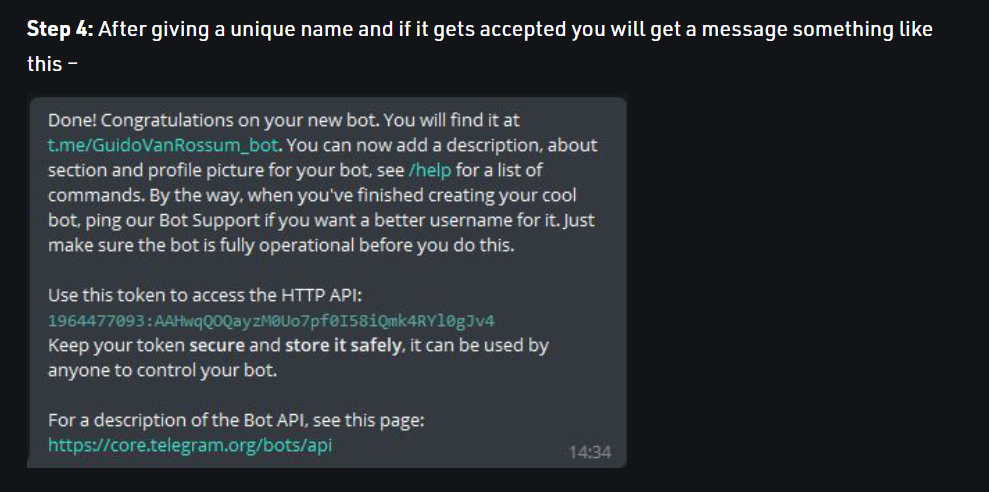 Step 4: After giving a unique name and if it gets accepted you will get a message something like
this –
Done! Congratulations on your new bot. You will find it at
t.me/GuidoVanRossum_bot. You can now add a description, about
section and profile picture for your bot, see /help for a list of
commands. By the way, when you've finished creating your cool
bot, ping our Bot Support if you want a better username for it. Just
make sure the bot is fully operational before you do this.
Use this token to access the HTTP API:
1964477093:AAHwqQOQayzM0Uo7pf0I58iQmk4RYl0gJv4
Keep your token secure and store it safely, it can be used by
anyone to control your bot.
For a description of the Bot API, see this page:
https://core.telegram.org/bots/api
14:34